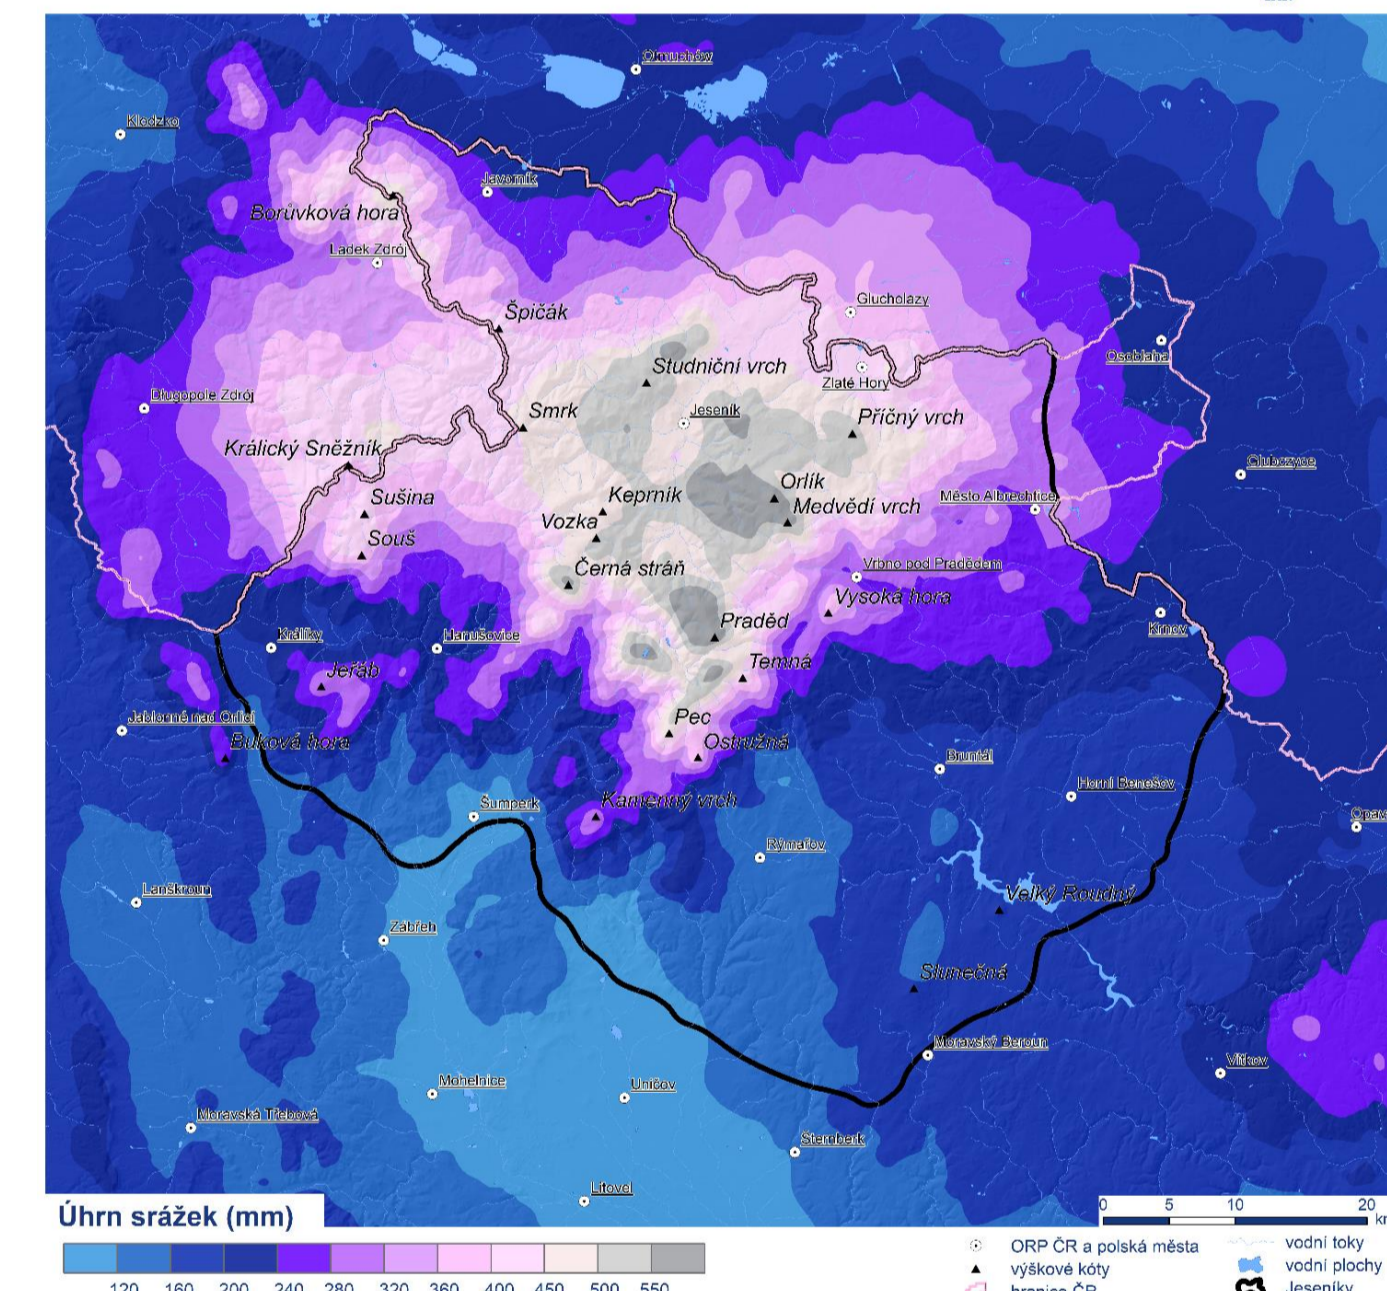 Otmuchów
Kłodzko
Javorník
Borůvková hora
Ladek Zdrój
Głuchołazy
Špičák
Osoblaha
Studniční vrch
Zlaté Hory
Długopole Zdrój
Smrk
Jeseník
Příčný vrch
Králický Sněžník
Głubczyce
Sušina
Keprník
Orlík
Město Albrechtice
Medvědí vrch
Vozka
Souš
Černá stráň
Vrbno pod Pradědem
Vysoká hora
Praděd
Krnov
Králíky
Hanušovice
Jeřáb
Temná
Jablonné nad Orlicí
Pec
Buková hora
Ostružná
Bruntál
Horní Benešov
Šumperk
Kamenný vrch
Opav
Rýmařov
Lanškroun
Velký Roudný
Zábřeh
Slunečná
Moravský Beroun
Vítkov
Mohelnice
Uničov
Moravská Třebová
Šternberk
Litovel
Úhrn srážek (mm)
120 160 200 240 280 320 360 400 450 500 550
0 5 10 20
km
ORP ČR a polská města
výškové kóty
hranice ČR
vodní toky
vodní plochy
Jeseníky